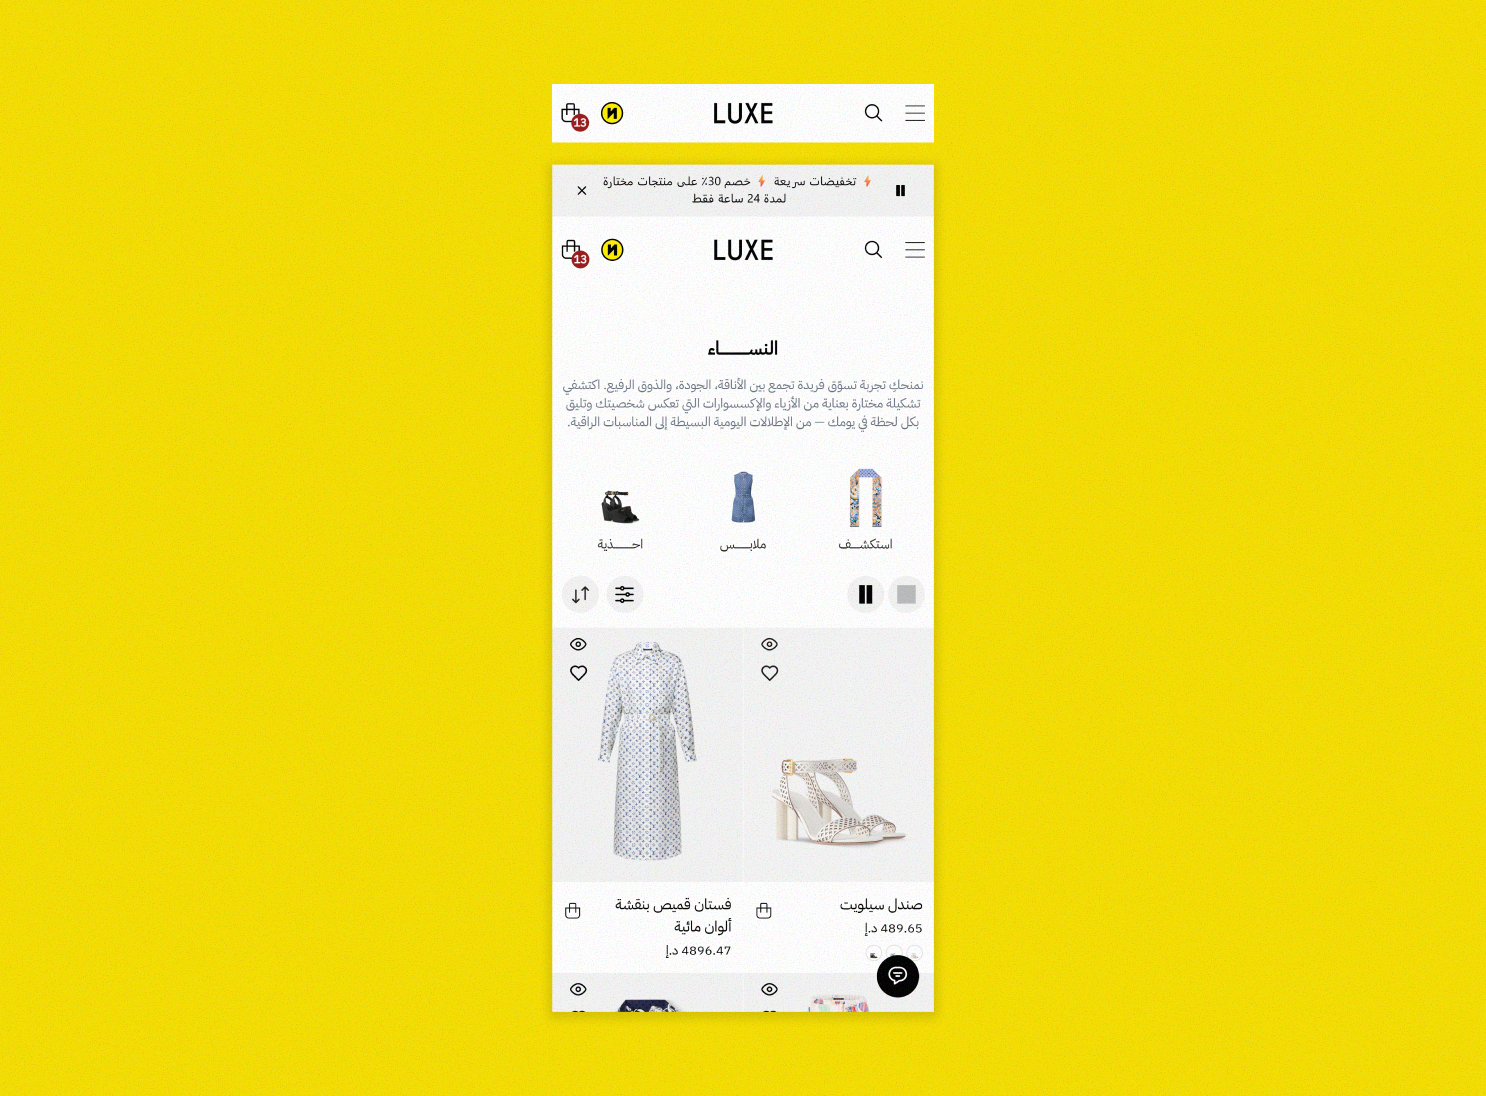 LUXE
13
⚡ تخفيضات سريعة ⚡ خصم 30٪ على منتجات مختارة
لمدة 24 ساعة فقط
LUXE
13
النســـــاء
نمنحكِ تجربة تسوّق فريدة تجمع بين الأناقة، الجودة، والذوق الرفيع. اكتشفي
تشكيلة مختارة بعناية من الأزياء والإكسسوارات التي تعكس شخصيتك وتليق
بكل لحظة في يومك — من الإطلالات اليومية البسيطة إلى المناسبات الراقية.
استكشـــف
ملابـــــس
احـــــذية
صندل سيلويت
489.65 د.إ
فستان قميص بنقشة
ألوان مائية
4896.47 د.إ